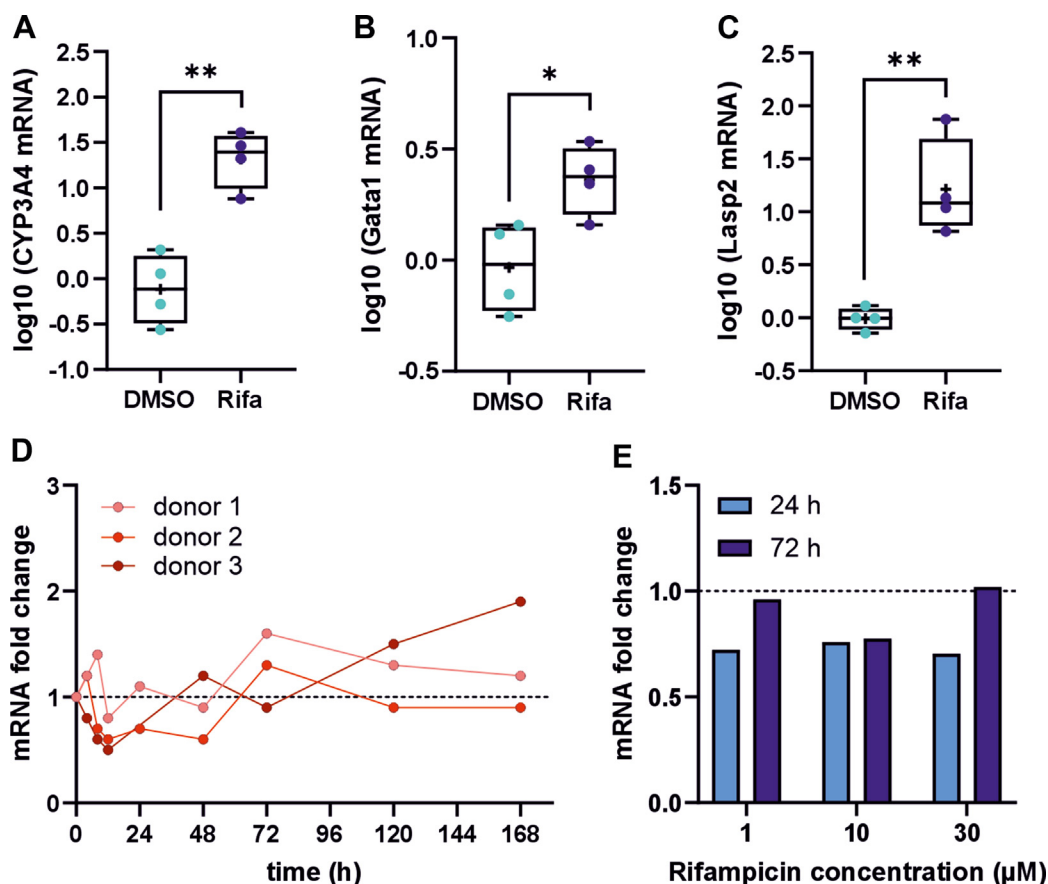 A
log10 (CYP3A4 mRNA)
2.5
2.0
1.5
1.0
0.5
0.0
-0.5
-1.0
**
DMSO Rifa
B
log10 (Gata1 mRNA)
1.0
0.5
0.0
-0.5
*
DMSO Rifa
C
log10 (Lasp2 mRNA)
2.5
2.0
1.5
1.0
0.5
0.0
-0.5
**
DMSO Rifa
D
mRNA fold change
3
2
1
0
donor 1
donor 2
donor 3
0 24 48 72 96 120 144 168
time (h)
E
mRNA fold change
1.5
1.0
0.5
0.0
24 h
72 h
1 10 30
Rifampicin concentration (μM)